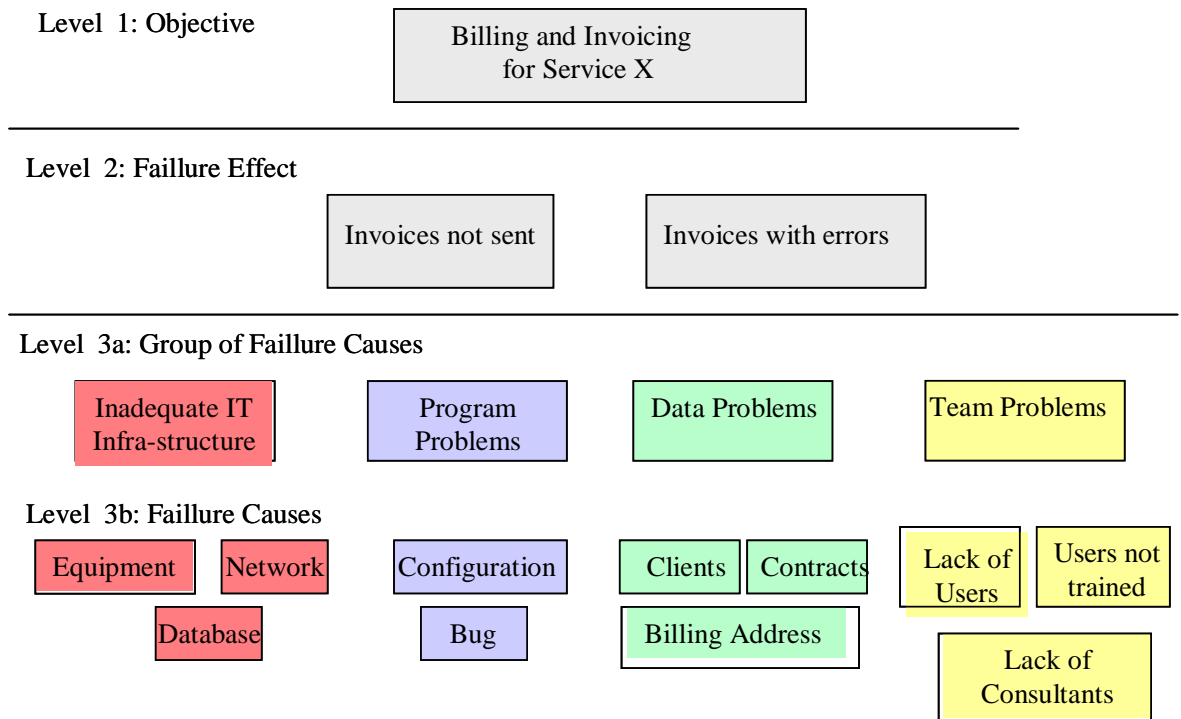 Level 1: Objective
Billing and Invoicing
for Service X
Level 2: Faillure Effect
Invoices not sent
Invoices with errors
Level 3a: Group of Faillure Causes
Inadequate IT
Infra-structure
Program
Problems
Data Problems
Team Problems
Level 3b: Faillure Causes
Equipment
Network
Database
Configuration
Bug
Clients
Contracts
Billing Address
Lack of
Users
Users not
trained
Lack of
Consultants